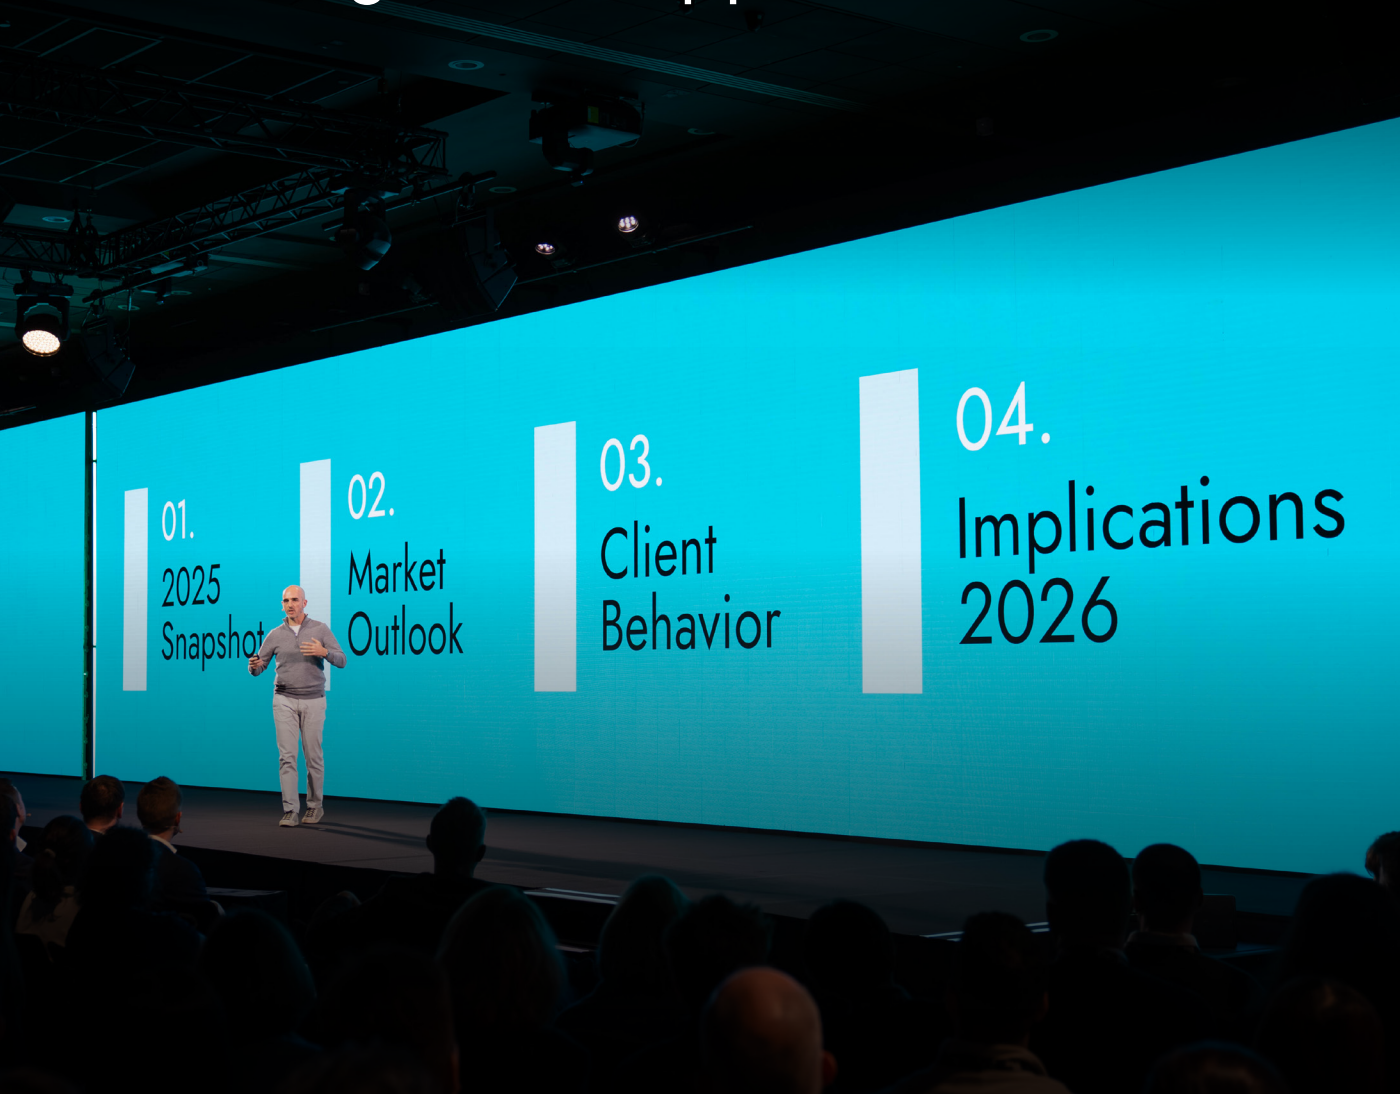 01.
2025
Snapshot
02.
Market
Outlook
03.
Client
Behavior
04.
Implications
2026